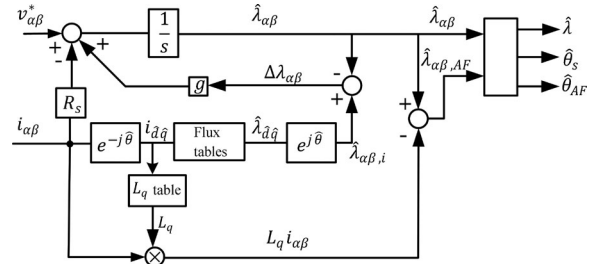 v*αβ
+
-
+
1/s
λ̂αβ
λ̂αβ
λ̂
θ̂s
θ̂AF
λ̂αβ,AF
Rs
g
Δλαβ
-
+
+
-
iαβ
e^{-jθ̂}
i_{d̂q̂}
Flux tables
λ̂_{d̂q̂}
e^{jθ̂}
λ̂αβ,i
Lq table
Lq
×
Lq iαβ